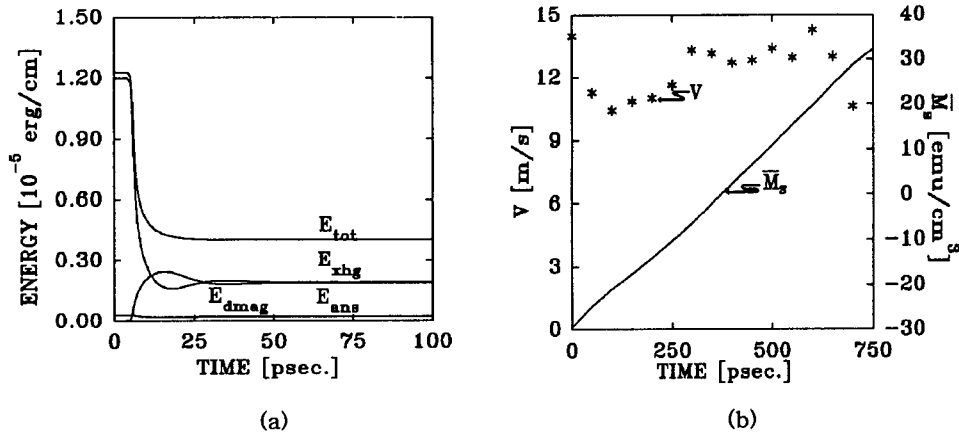 ENERGY [10^-5 erg/cm]
1.50
1.20
0.90
0.60
0.30
0.00
E_tot
E_xhg
E_dmag
E_ans
0
25
50
75
100
TIME [psec.]
(a)
V [m/s]
15
12
9
6
3
0
V
M̅_s
0
250
500
750
TIME [psec.]
40
30
20
10
0
-10
-20
-30
M̅_s [emu/cm^3]
(b)